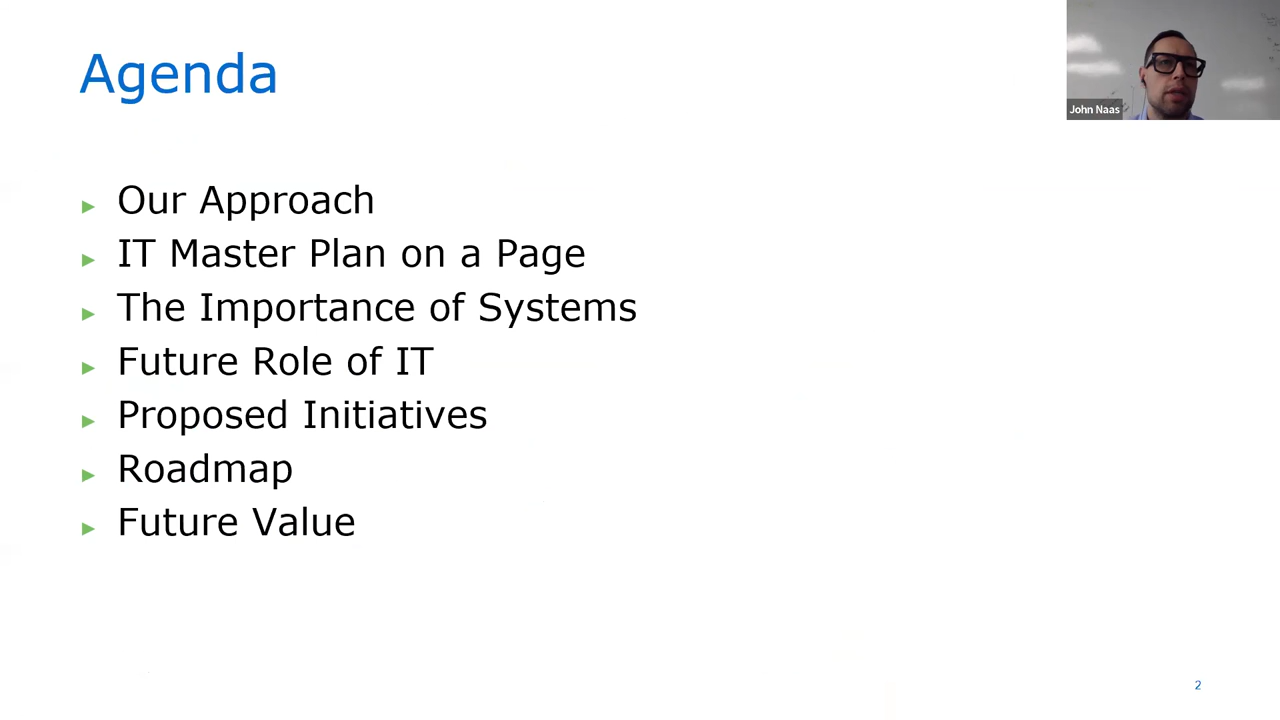 Agenda
John Naas
► Our Approach
► IT Master Plan on a Page
► The Importance of Systems
► Future Role of IT
► Proposed Initiatives
► Roadmap
► Future Value
2